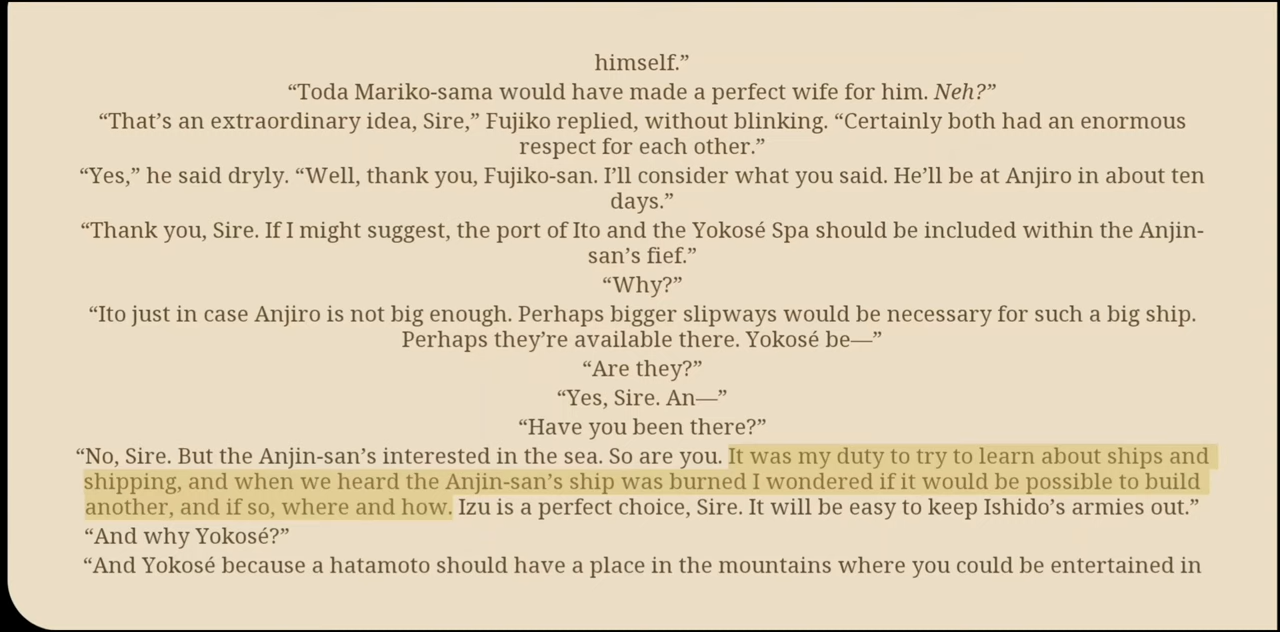 himself.”
“Toda Mariko-sama would have made a perfect wife for him. Neh?”
“That’s an extraordinary idea, Sire,” Fujiko replied, without blinking. “Certainly both had an enormous
respect for each other.”
“Yes,” he said dryly. “Well, thank you, Fujiko-san. I’ll consider what you said. He’ll be at Anjiro in about ten
days.”
“Thank you, Sire. If I might suggest, the port of Ito and the Yokosé Spa should be included within the Anjin-
san’s fief.”
“Why?”
“Ito just in case Anjiro is not big enough. Perhaps bigger slipways would be necessary for such a big ship.
Perhaps they’re available there. Yokosé be—”
“Are they?”
“Yes, Sire. An—”
“Have you been there?”
“No, Sire. But the Anjin-san’s interested in the sea. So are you. It was my duty to try to learn about ships and
shipping, and when we heard the Anjin-san’s ship was burned I wondered if it would be possible to build
another, and if so, where and how. Izu is a perfect choice, Sire. It will be easy to keep Ishido’s armies out.”
“And why Yokosé?”
“And Yokosé because a hatamoto should have a place in the mountains where you could be entertained in